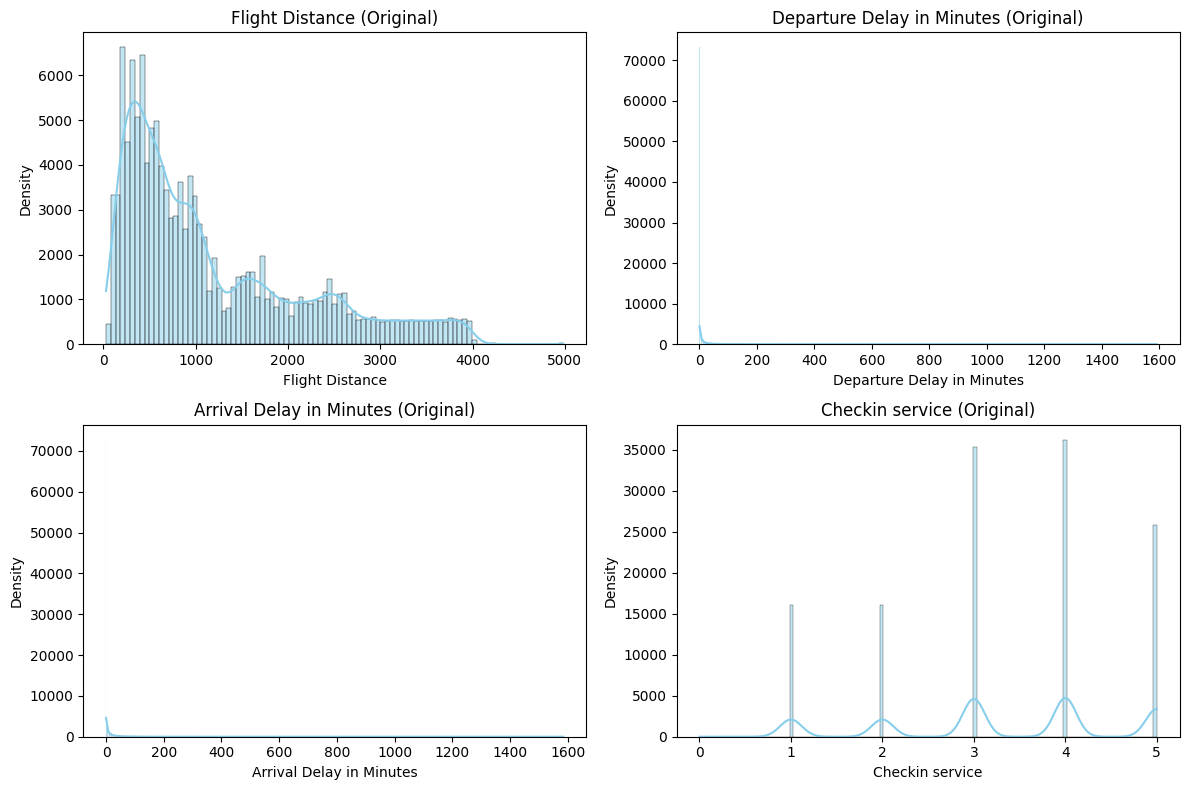 Flight Distance (Original)
Density
6000
5000
4000
3000
2000
1000
0
0 1000 2000 3000 4000 5000
Flight Distance
Departure Delay in Minutes (Original)
Density
70000
60000
50000
40000
30000
20000
10000
0
0 200 400 600 800 1000 1200 1400 1600
Departure Delay in Minutes
Arrival Delay in Minutes (Original)
Density
70000
60000
50000
40000
30000
20000
10000
0
0 200 400 600 800 1000 1200 1400 1600
Arrival Delay in Minutes
Checkin service (Original)
Density
35000
30000
25000
20000
15000
10000
5000
0
0 1 2 3 4 5
Checkin service